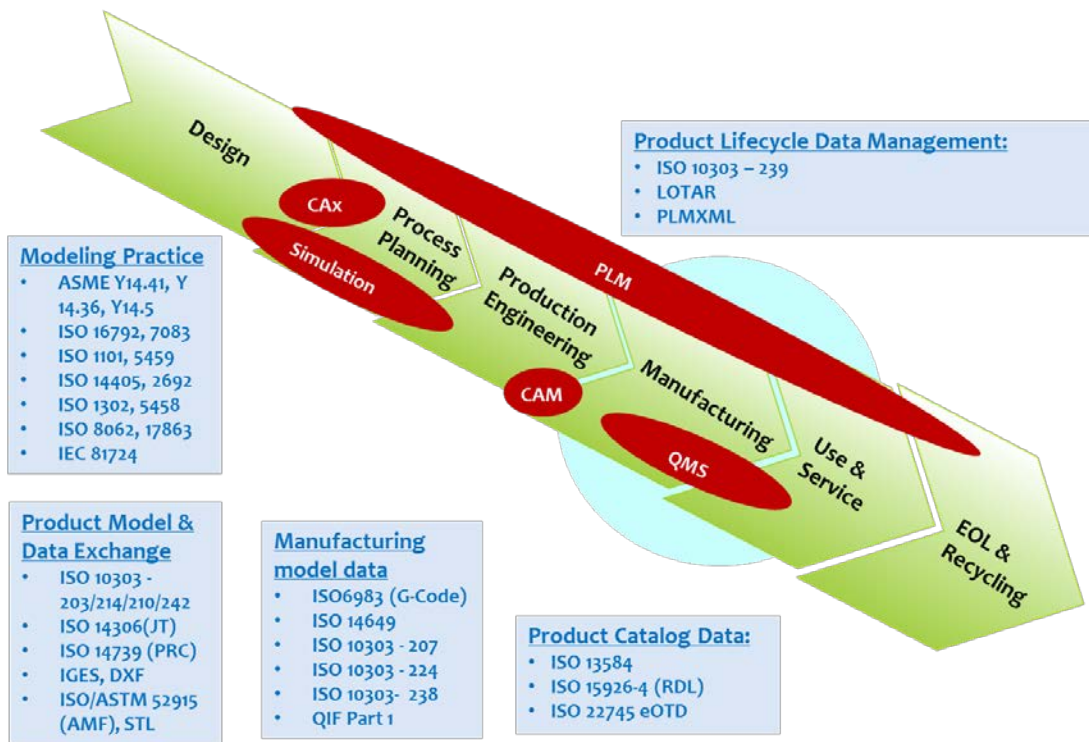 Design
CAx
Process
Planning
Simulation
PLM
Production
Engineering
CAM
Manufacturing
QMS
Use &
Service
EOL &
Recycling
Product Lifecycle Data Management:
• ISO 10303 – 239
• LOTAR
• PLMXML
Modeling Practice
• ASME Y14.41, Y
14.36, Y14.5
• ISO 16792, 7083
• ISO 1101, 5459
• ISO 14405, 2692
• ISO 1302, 5458
• ISO 8062, 17863
• IEC 81724
Product Model &
Data Exchange
• ISO 10303 -
203/214/210/242
• ISO 14306(JT)
• ISO 14739 (PRC)
• IGES, DXF
• ISO/ASTM 52915
(AMF), STL
Manufacturing
model data
• ISO6983 (G-Code)
• ISO 14649
• ISO 10303 - 207
• ISO 10303 - 224
• ISO 10303- 238
• QIF Part 1
Product Catalog Data:
• ISO 13584
• ISO 15926-4 (RDL)
• ISO 22745 eOTD